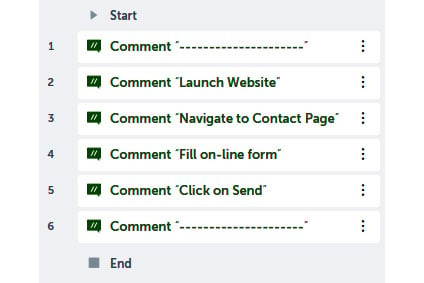 Start
1 Comment "---------------------"
2 Comment "Launch Website"
3 Comment "Navigate to Contact Page"
4 Comment "Fill on-line form"
5 Comment "Click on Send"
6 Comment "---------------------"
End